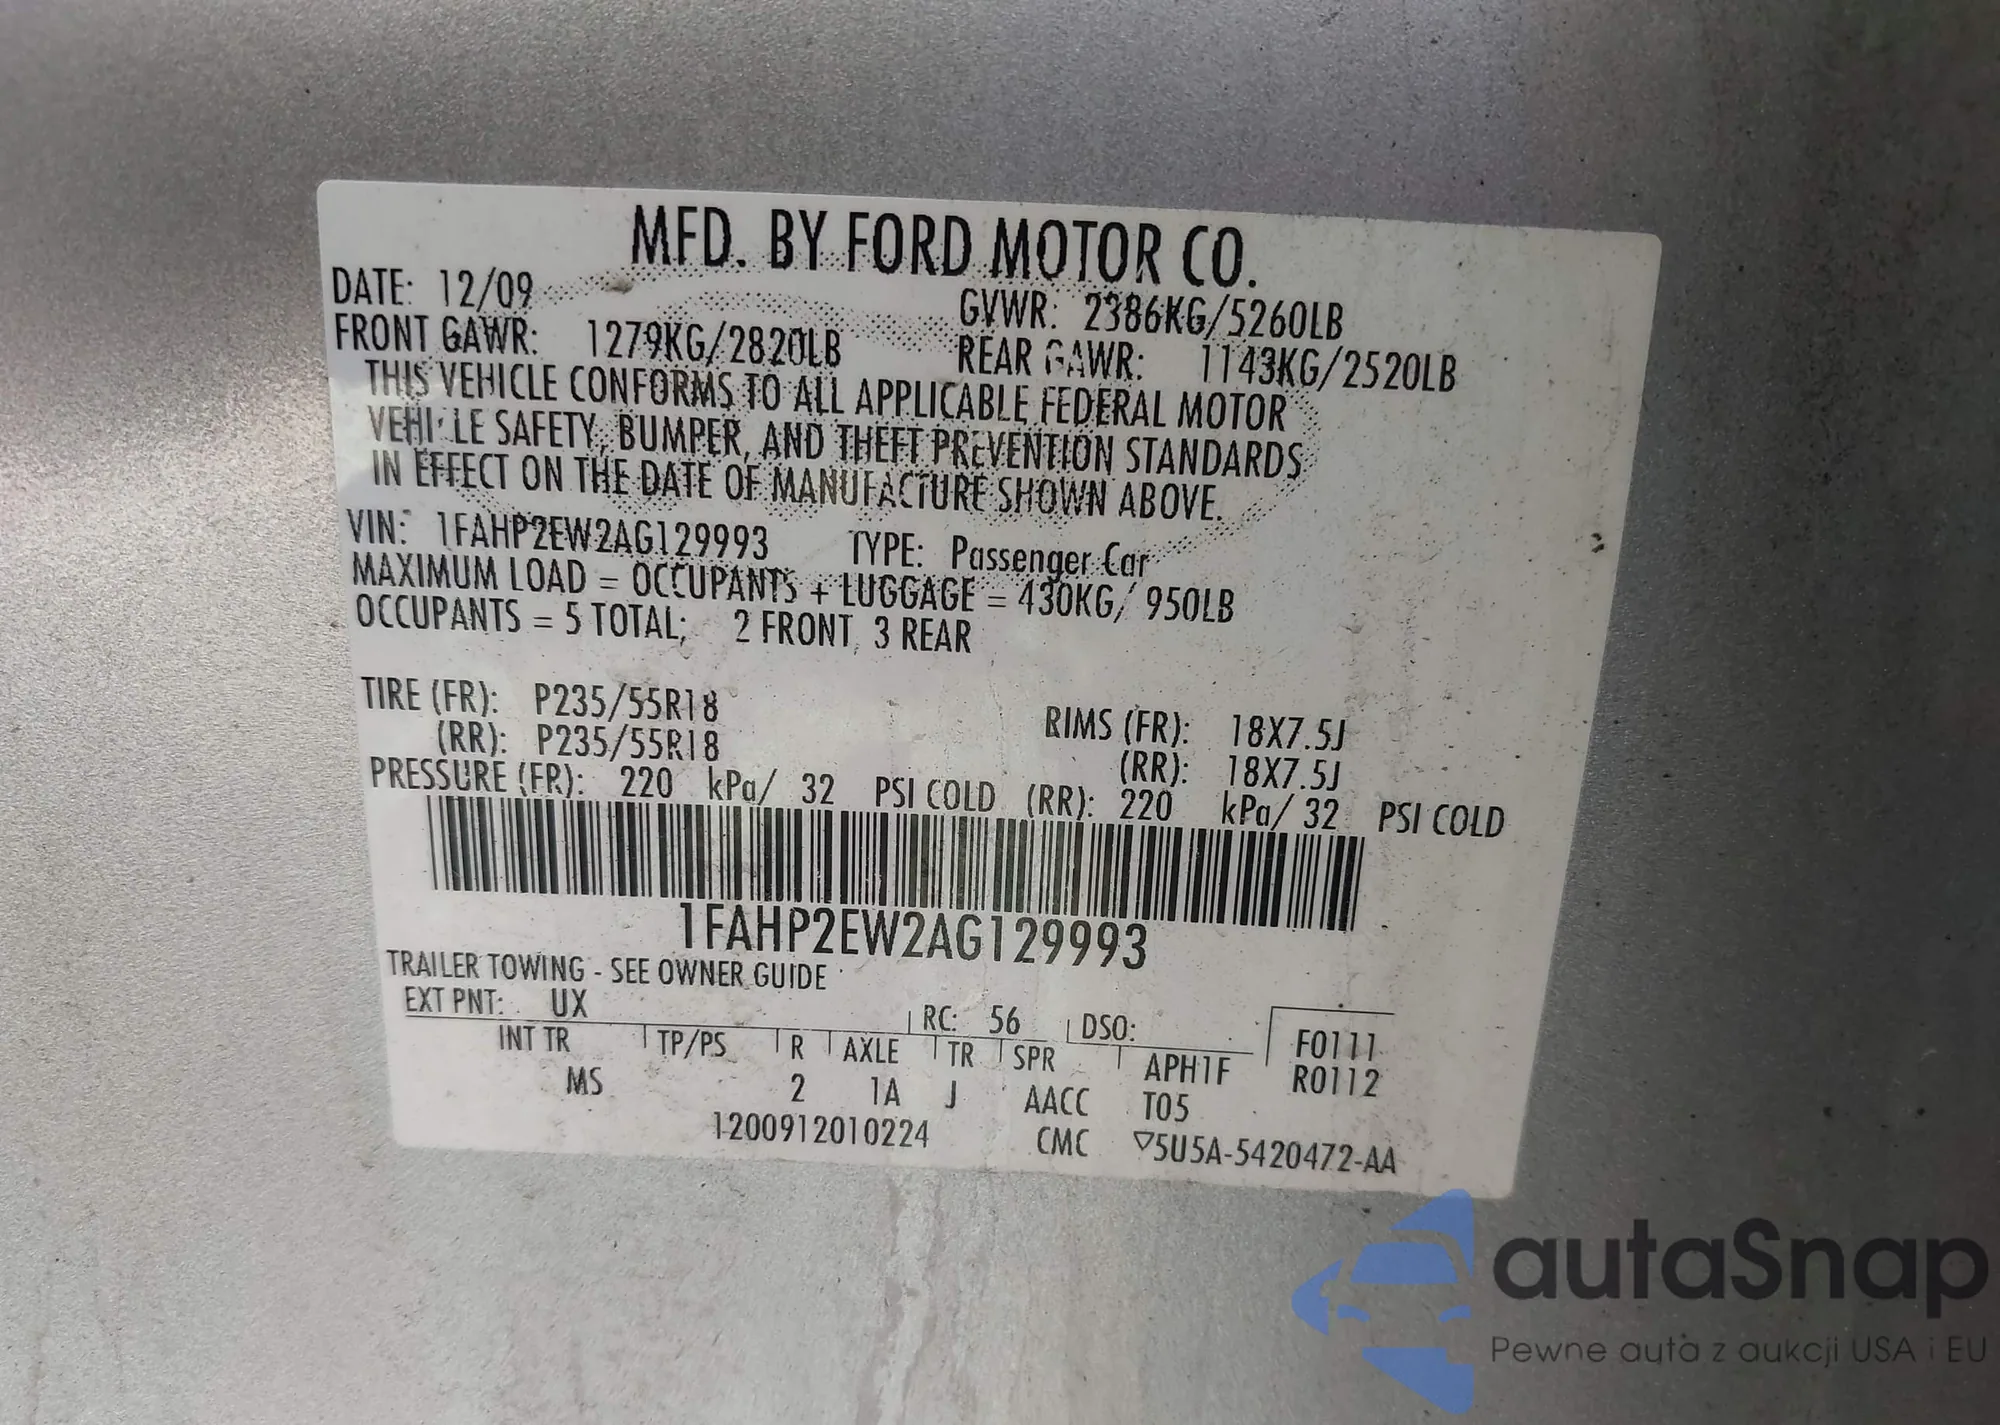 MFD. BY FORD MOTOR CO.
DATE: 12/09 GVWR: 2386KG/5260LB
FRONT GAWR: 1279KG/2820LB REAR GAWR: 1143KG/2520LB
THIS VEHICLE CONFORMS TO ALL APPLICABLE FEDERAL MOTOR
VEHICLE SAFETY, BUMPER, AND THEFT PREVENTION STANDARDS
IN EFFECT ON THE DATE OF MANUFACTURE SHOWN ABOVE.
VIN: 1FAHP2EW2AG129993 TYPE: Passenger Car
MAXIMUM LOAD = OCCUPANTS + LUGGAGE = 430KG/ 950LB
OCCUPANTS = 5 TOTAL; 2 FRONT, 3 REAR
TIRE (FR): P235/55R18 RIMS (FR): 18X7.5J
(RR): P235/55R18 (RR): 18X7.5J
PRESSURE (FR): 220 kPa/ 32 PSI COLD (RR): 220 kPa/ 32 PSI COLD
1FAHP2EW2AG129993
TRAILER TOWING - SEE OWNER GUIDE
EXT PNT: UX RC: 56 DSO: F0111
INT TR TP/PS R AXLE TR SPR APH1F R0112
MS 2 1A J AACC T05
1200912010224 CMC ▽5U5A-5420472-AA
autaSnap
Pewne auta z aukcji USA i EU